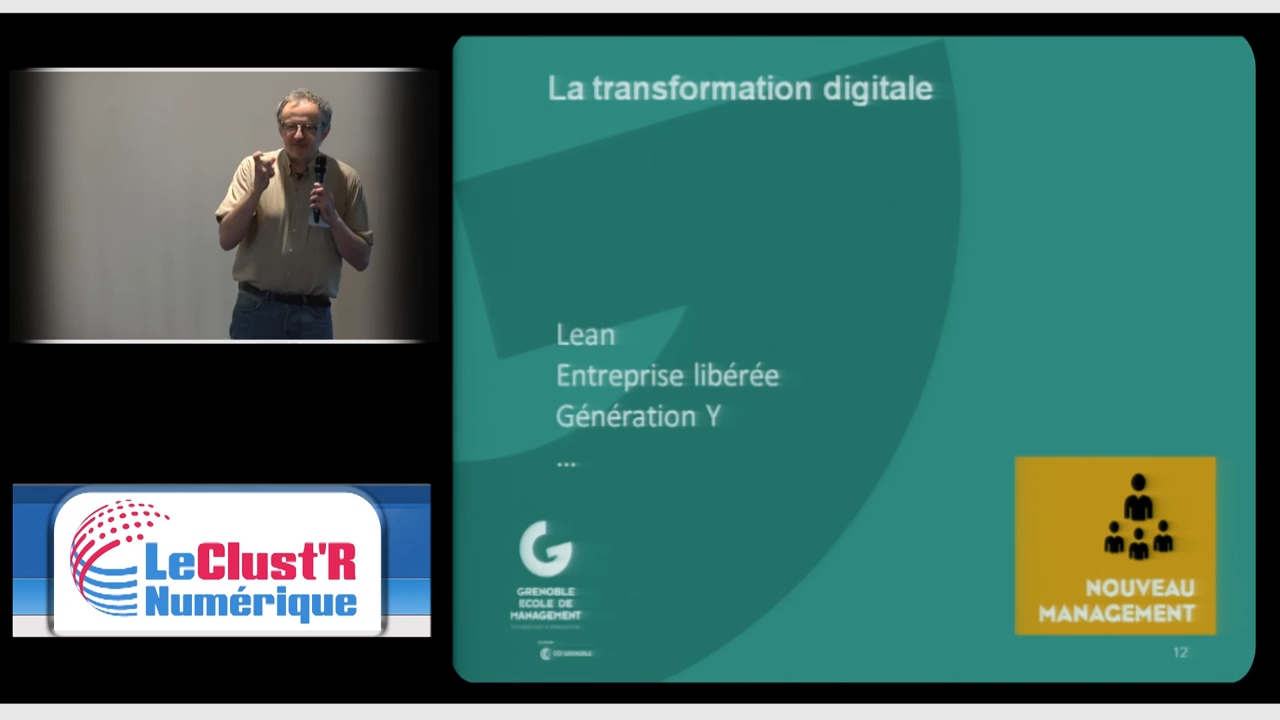 La transformation digitale
Lean
Entreprise libérée
Génération Y
...
LeClust'R
Numérique
GRENOBLE
ECOLE DE
MANAGEMENT
NOUVEAU
MANAGEMENT
12